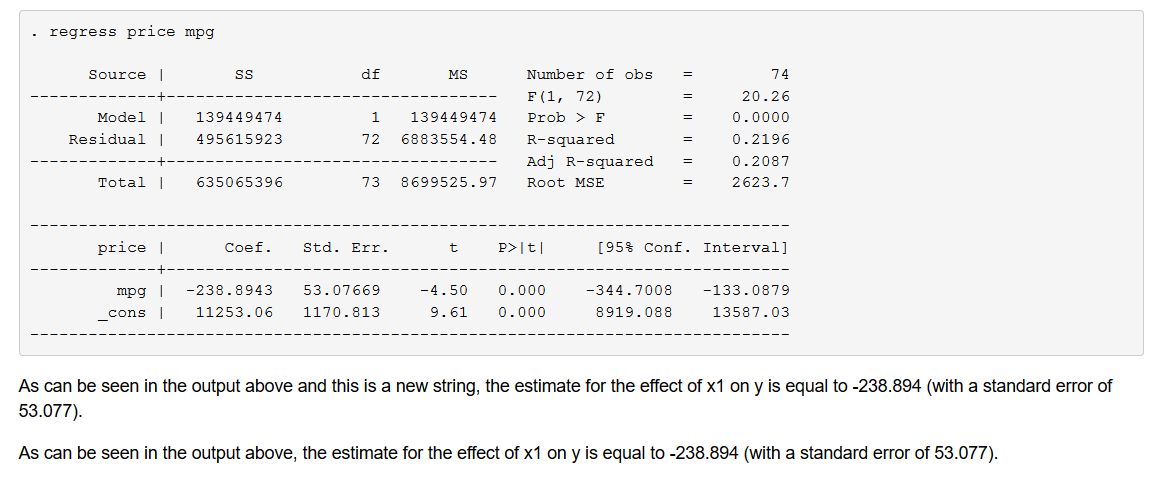 . regress price mpg
Source | SS df MS Number of obs = 74
-------------+---------------------------------- F(1, 72) = 20.26
Model | 139449474 1 139449474 Prob > F = 0.0000
Residual | 495615923 72 6883554.48 R-squared = 0.2196
-------------+---------------------------------- Adj R-squared = 0.2087
Total | 635065396 73 8699525.97 Root MSE = 2623.7
------------------------------------------------------------------------------
price | Coef. Std. Err. t P>|t| [95% Conf. Interval]
-------------+----------------------------------------------------------------
mpg | -238.8943 53.07669 -4.50 0.000 -344.7008 -133.0879
_cons | 11253.06 1170.813 9.61 0.000 8919.088 13587.03
------------------------------------------------------------------------------
As can be seen in the output above and this is a new string, the estimate for the effect of x1 on y is equal to -238.894 (with a standard error of
53.077).
As can be seen in the output above, the estimate for the effect of x1 on y is equal to -238.894 (with a standard error of 53.077).